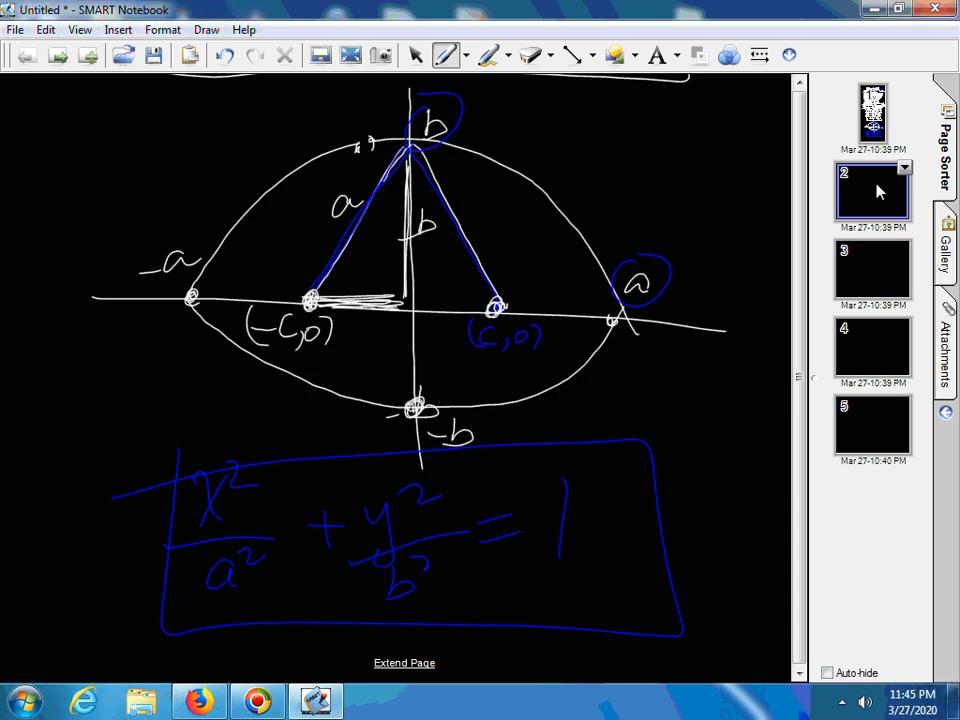 Untitled * - SMART Notebook
File Edit View Insert Format Draw Help
b
a
b
-a
a
(-c,0)
(c,0)
-b
-b
x²/a² + y²/b² = 1
Extend Page
1
Mar 27-10:39 PM
2
Mar 27-10:39 PM
3
Mar 27-10:39 PM
4
Mar 27-10:39 PM
5
Mar 27-10:40 PM
Page Sorter
Gallery
Attachments
Auto-hide
11:45 PM
3/27/2020